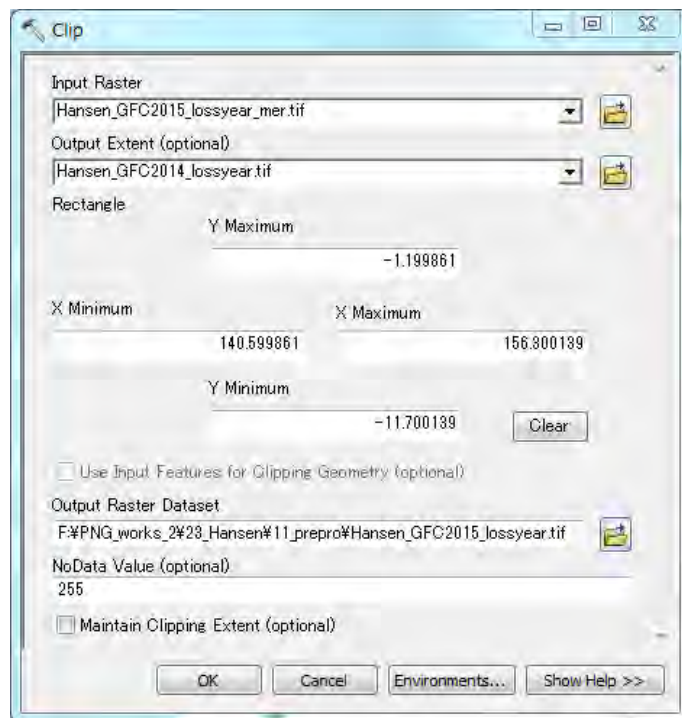 Clip
Input Raster
Hansen_GFC2015_lossyear_mer.tif
Output Extent (optional)
Hansen_GFC2014_lossyear.tif
Rectangle
Y Maximum
-1.199861
X Minimum
X Maximum
140.599861
156.300139
Y Minimum
-11.700139
Clear
Use Input Features for Clipping Geometry (optional)
Output Raster Dataset
F:¥PNG_works_2¥23_Hansen¥11_prepro¥Hansen_GFC2015_lossyear.tif
NoData Value (optional)
255
Maintain Clipping Extent (optional)
OK
Cancel
Environments...
Show Help >>